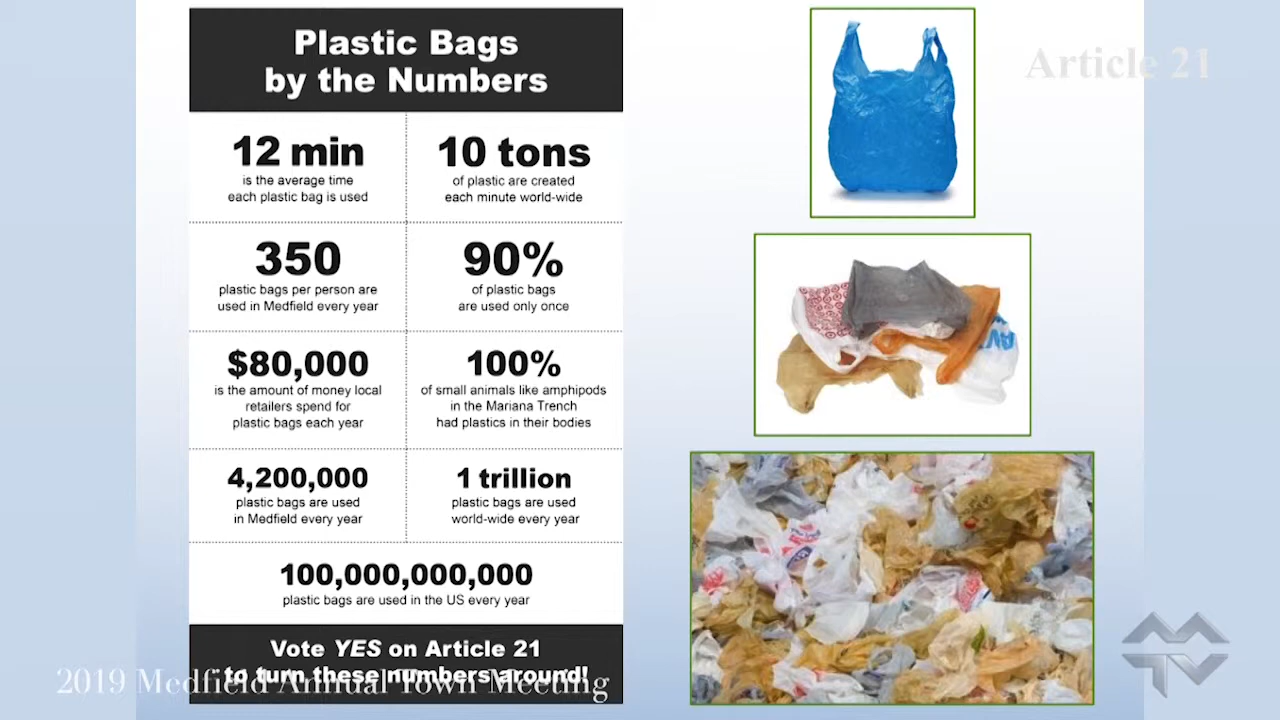 Plastic Bags
by the Numbers
12 min
is the average time
each plastic bag is used
10 tons
of plastic are created
each minute world-wide
350
plastic bags per person are
used in Medfield every year
90%
of plastic bags
are used only once
$80,000
is the amount of money local
retailers spend for
plastic bags each year
100%
of small animals like amphipods
in the Mariana Trench
had plastics in their bodies
4,200,000
plastic bags are used
in Medfield every year
1 trillion
plastic bags are used
world-wide every year
100,000,000,000
plastic bags are used in the US every year
Vote YES on Article 21
to turn these numbers around!
2019 Medfield Annual Town Meeting
Article 21
MTV